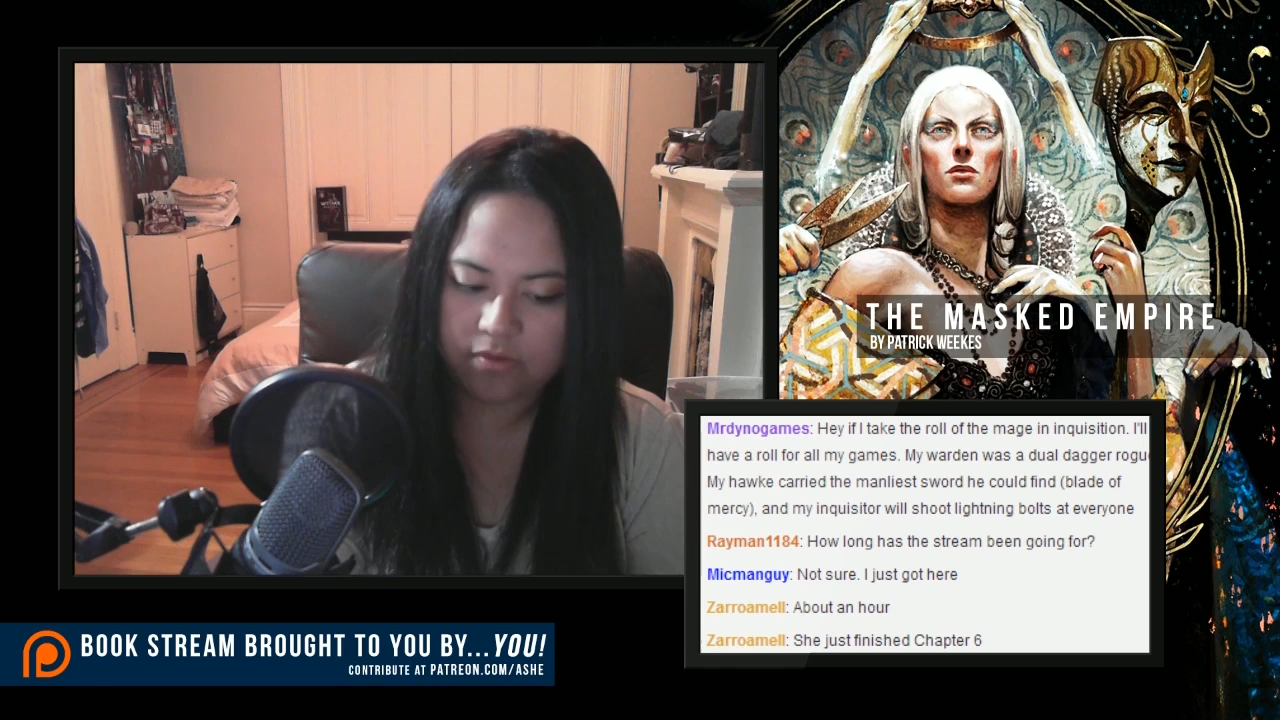 THE MASKED EMPIRE
BY PATRICK WEEKES
Mrdynogames: Hey if I take the roll of the mage in inquisition. I'll
have a roll for all my games. My warden was a dual dagger rogu
My hawke carried the manliest sword he could find (blade of
mercy), and my inquisitor will shoot lightning bolts at everyone
Rayman1184: How long has the stream been going for?
Micmanguy: Not sure. I just got here
Zarroamell: About an hour
Zarroamell: She just finished Chapter 6
BOOK STREAM BROUGHT TO YOU BY...YOU!
CONTRIBUTE AT PATREON.COM/ASHE